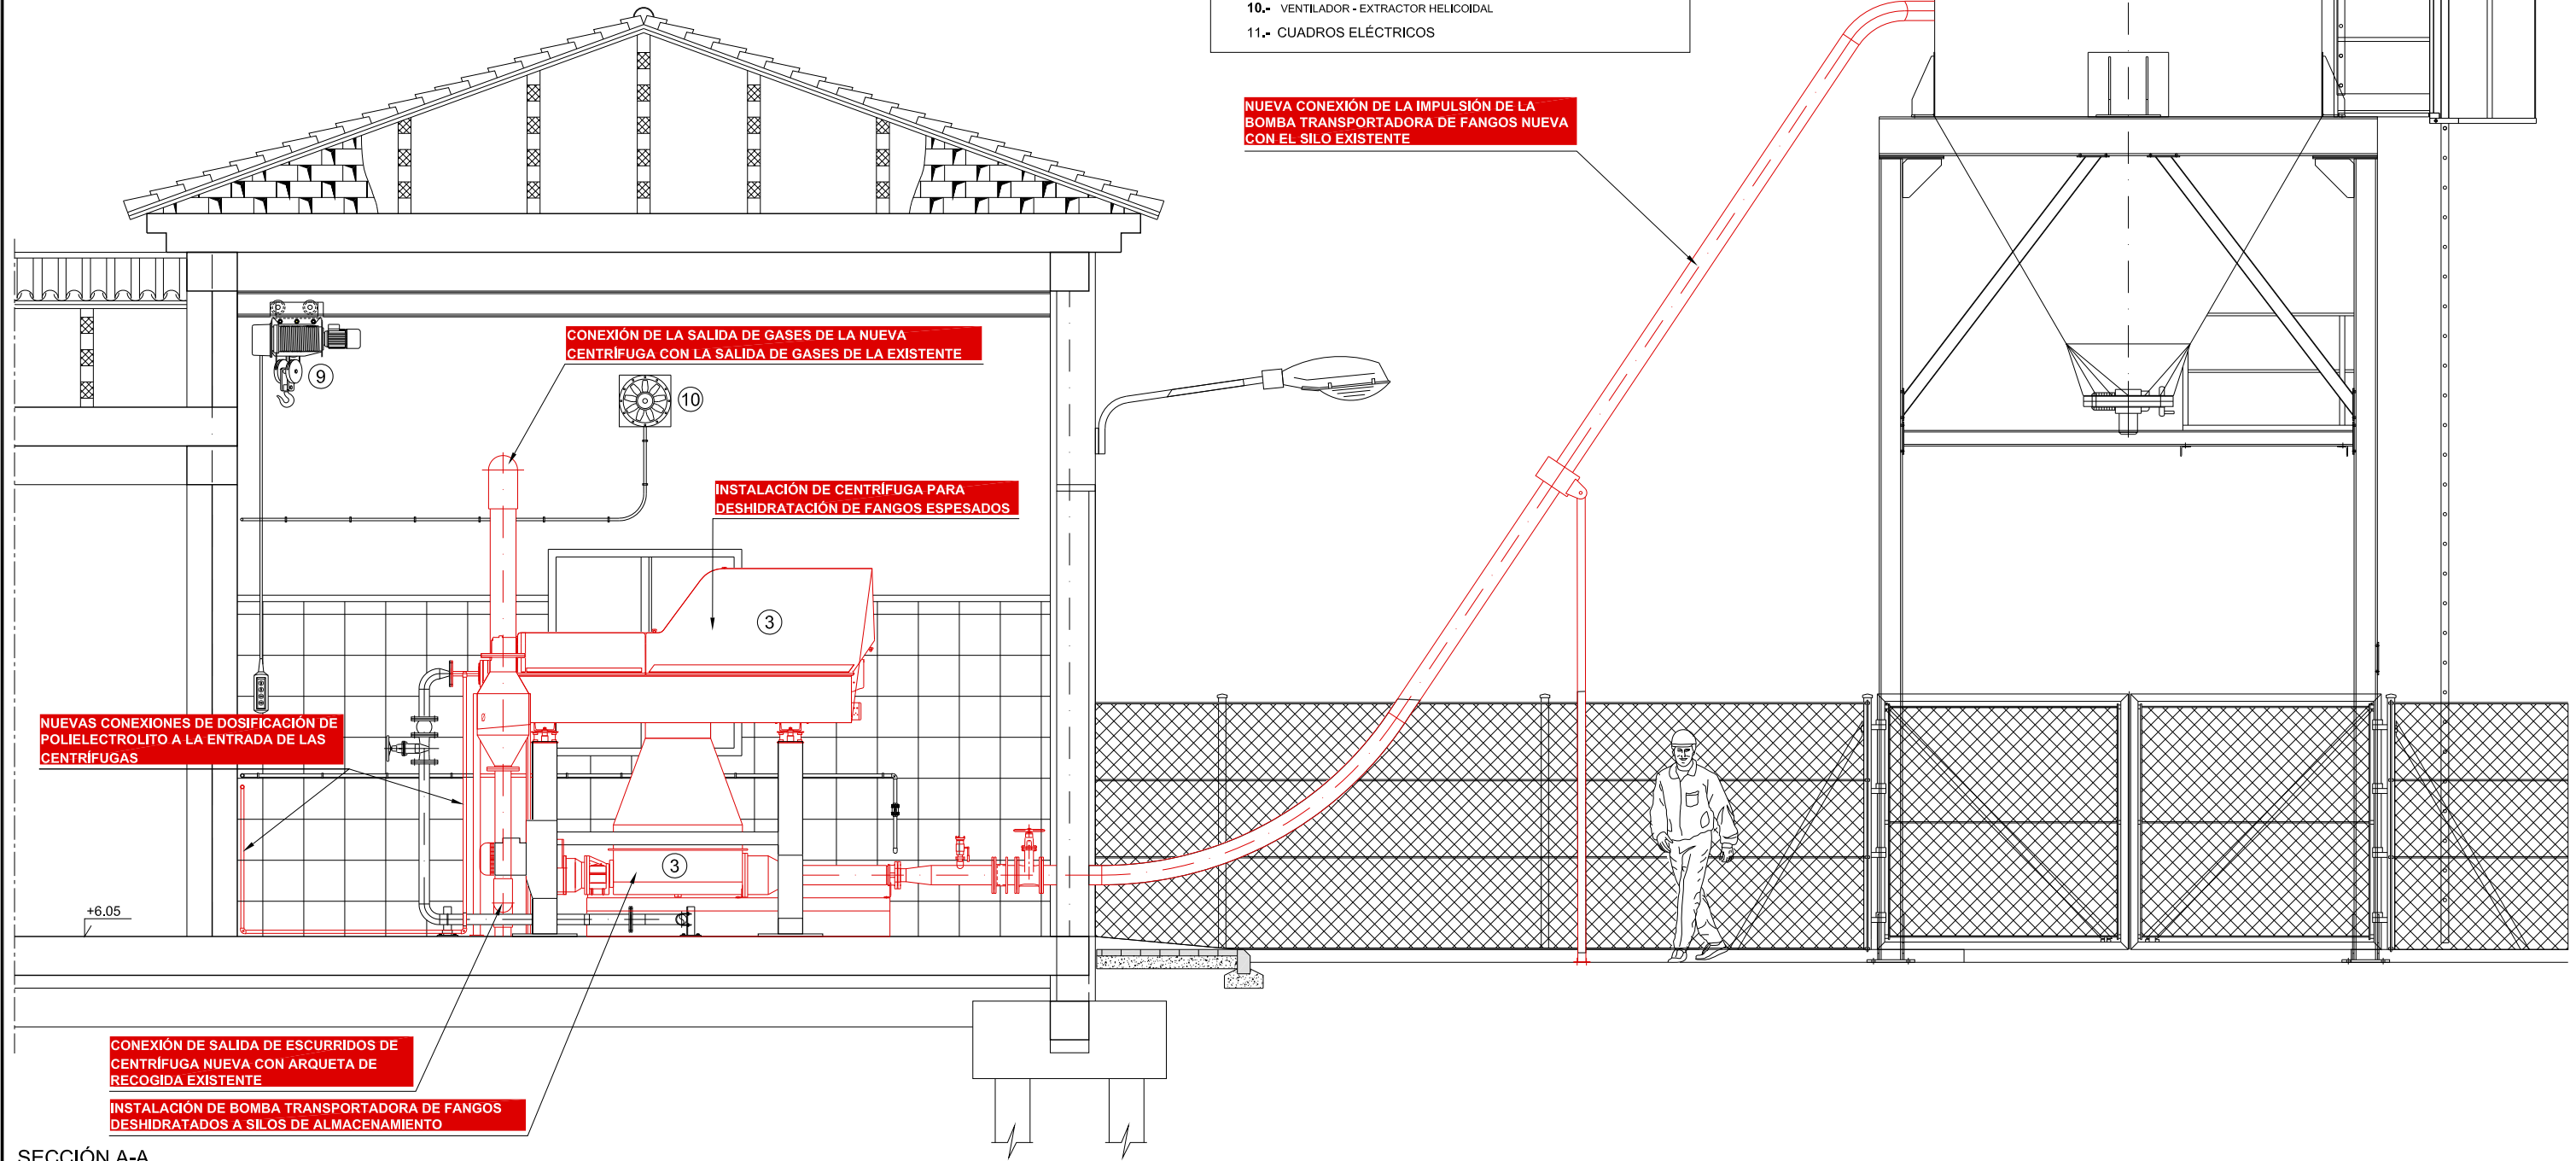 10.- VENTILADOR - EXTRACTOR HELICOIDAL
11.- CUADROS ELÉCTRICOS
NUEVA CONEXIÓN DE LA IMPULSIÓN DE LA
BOMBA TRANSPORTADORA DE FANGOS NUEVA
CON EL SILO EXISTENTE
CONEXIÓN DE LA SALIDA DE GASES DE LA NUEVA
CENTRÍFUGA CON LA SALIDA DE GASES DE LA EXISTENTE
9
10
INSTALACIÓN DE CENTRÍFUGA PARA
DESHIDRATACIÓN DE FANGOS ESPESADOS
3
NUEVAS CONEXIONES DE DOSIFICACIÓN DE
POLIELECTROLITO A LA ENTRADA DE LAS
CENTRÍFUGAS
3
+6.05
CONEXIÓN DE SALIDA DE ESCURRIDOS DE
CENTRÍFUGA NUEVA CON ARQUETA DE
RECOGIDA EXISTENTE
INSTALACIÓN DE BOMBA TRANSPORTADORA DE FANGOS
DESHIDRATADOS A SILOS DE ALMACENAMIENTO
SECCIÓN A-A